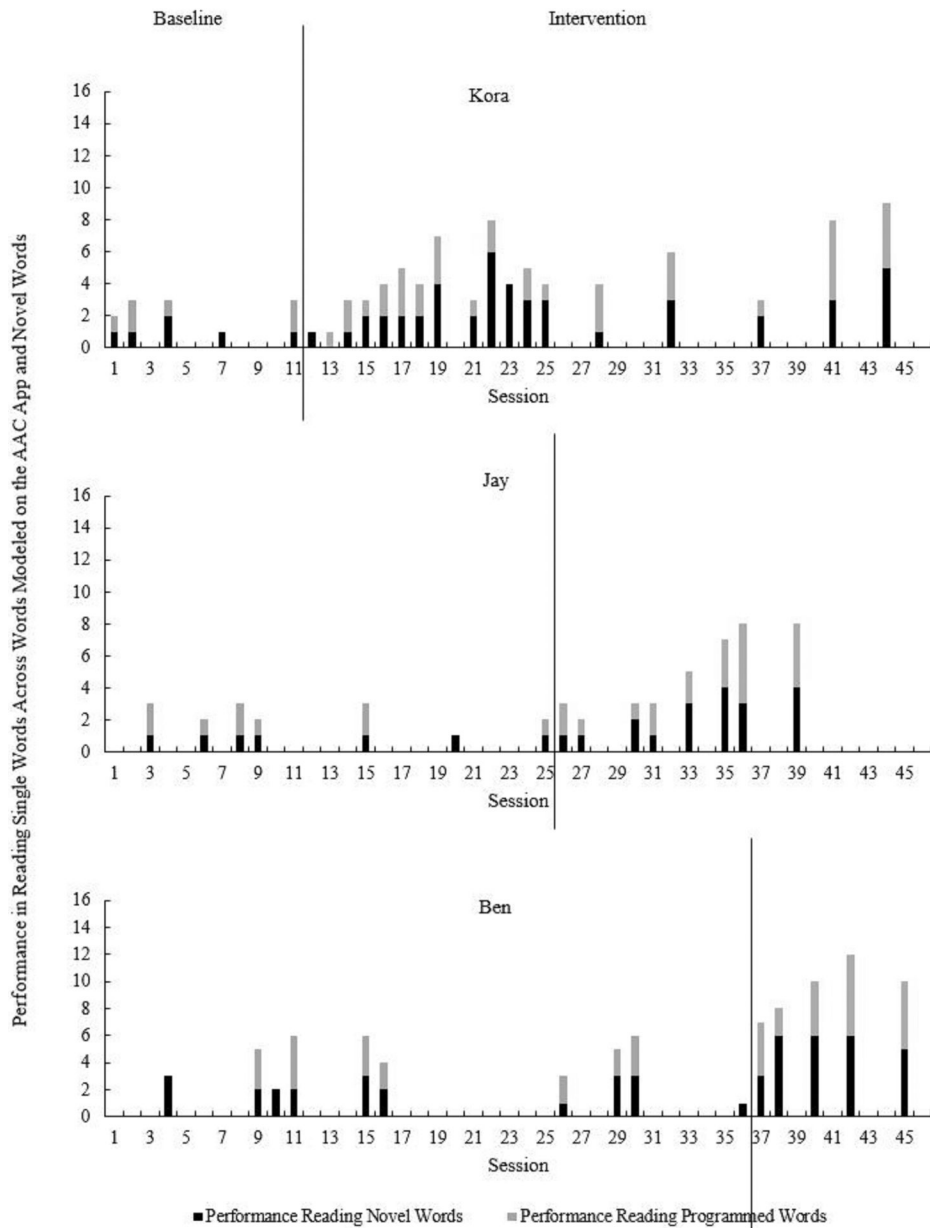 Baseline Intervention
Performance in Reading Single Words Across Words Modeled on the AAC App and Novel Words
Kora
16
14
12
10
8
6
4
2
0
1 3 5 7 9 11 13 15 17 19 21 23 25 27 29 31 33 35 37 39 41 43 45
Session
Jay
16
14
12
10
8
6
4
2
0
1 3 5 7 9 11 13 15 17 19 21 23 25 27 29 31 33 35 37 39 41 43 45
Session
Ben
16
14
12
10
8
6
4
2
0
1 3 5 7 9 11 13 15 17 19 21 23 25 27 29 31 33 35 37 39 41 43 45
Session
Performance Reading Novel Words Performance Reading Programmed Words